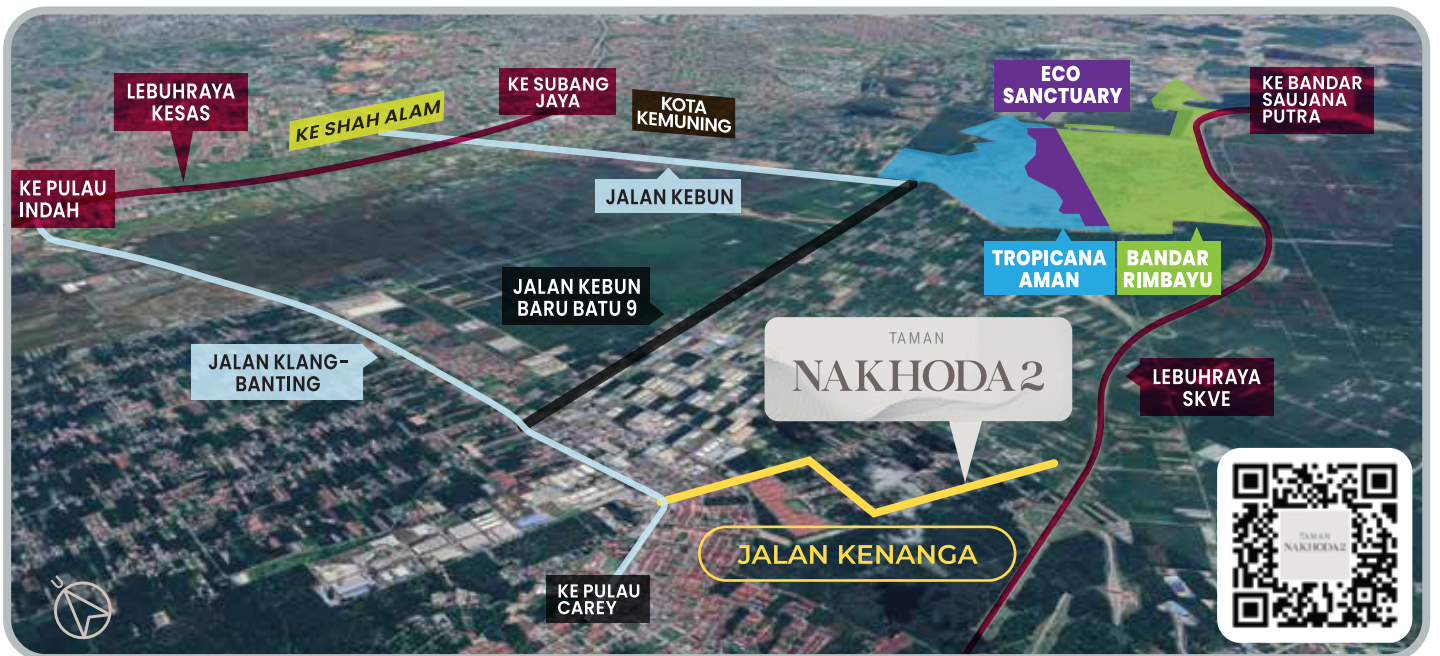 LEBUHRAYA
KESAS
KE SHAH ALAM
KE SUBANG
JAYA
KOTA
KEMUNING
ECO
SANCTUARY
KE BANDAR
SAUJANA
PUTRA
KE PULAU
INDAH
JALAN KEBUN
TROPICANA
AMAN
BANDAR
RIMBAYU
JALAN KEBUN
BARU BATU 9
JALAN KLANG-
BANTING
TAMAN
NAKHODA 2
LEBUHRAYA
SKVE
JALAN KENANGA
KE PULAU
CAREY
U
TAMAN
NAKHODA 2